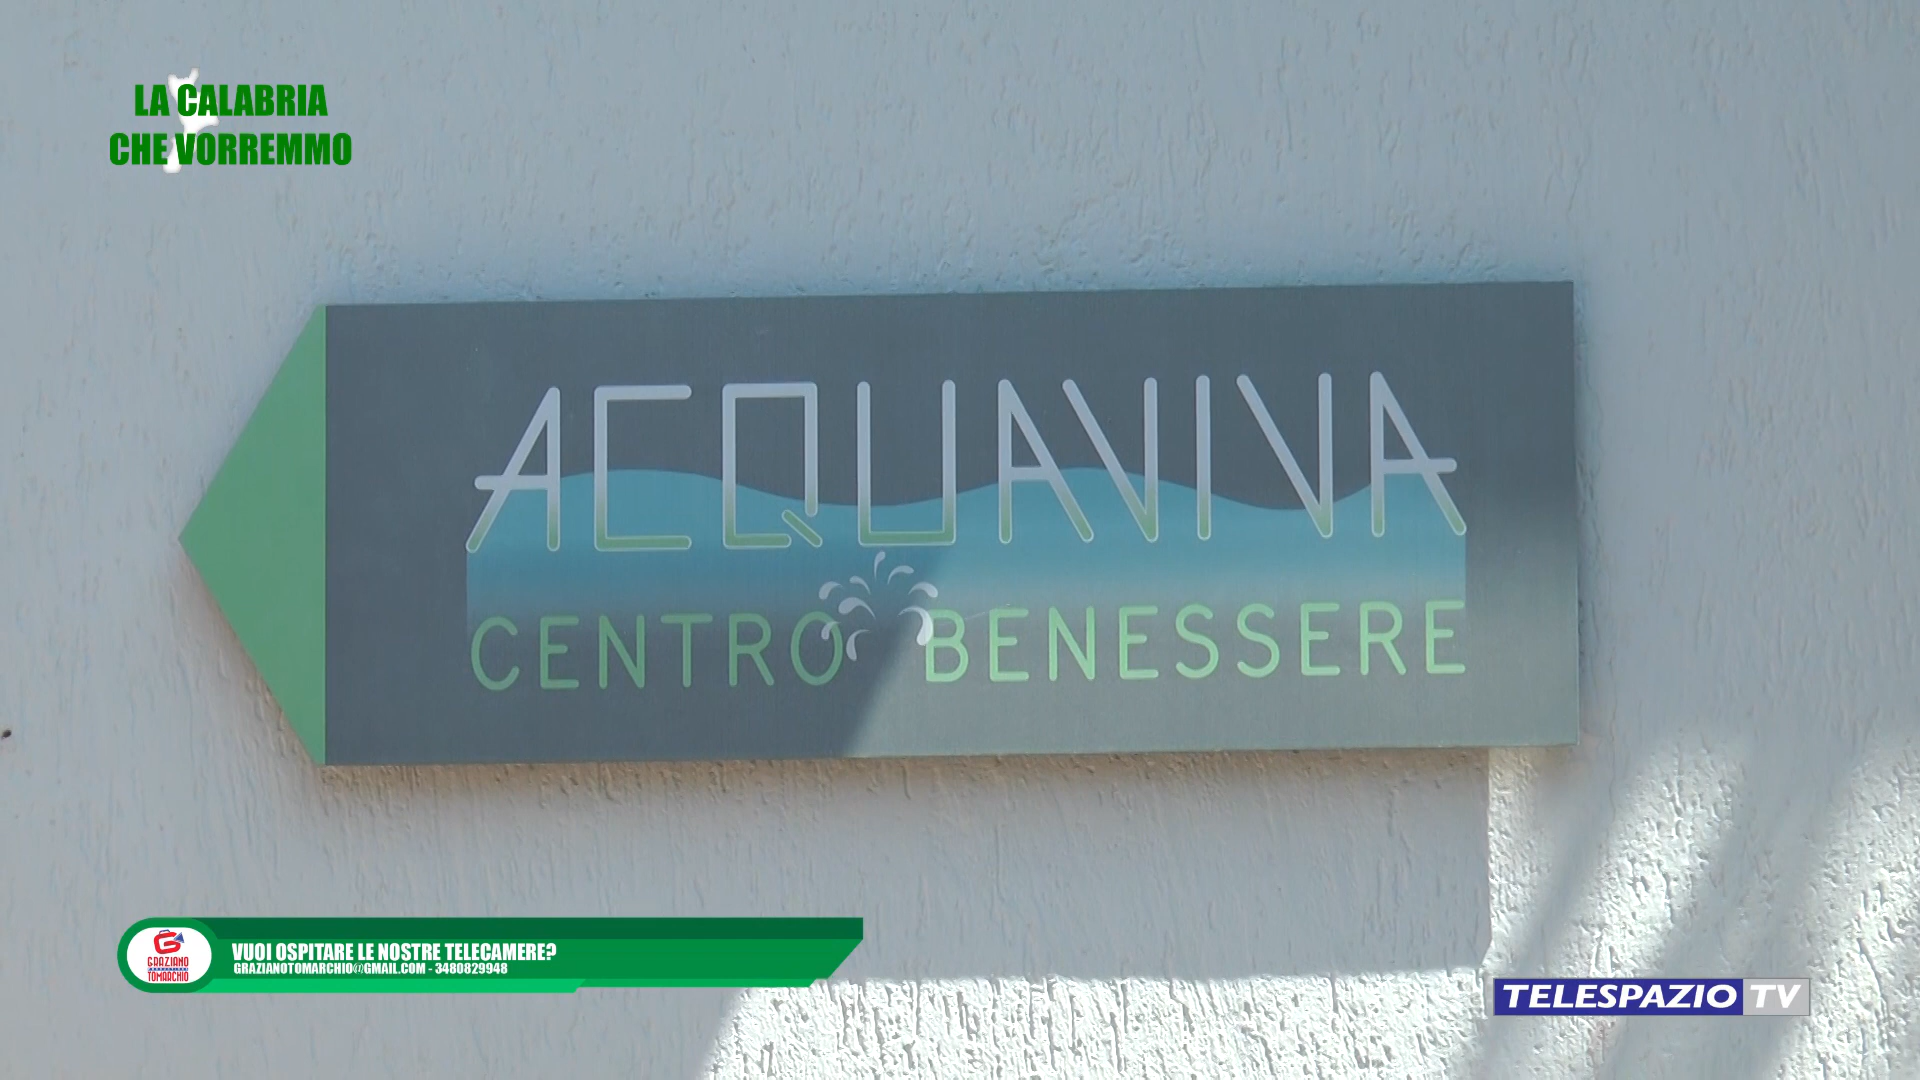 LA CALABRIA
CHE VORREMMO
ACQUAVIVA
CENTRO BENESSERE
GRAZIANO
TOMARCHIO
VUOI OSPITARE LE NOSTRE TELECAMERE?
GRAZIANOTOMARCHIO@GMAIL.COM - 3480829948
TELESPAZIO TV